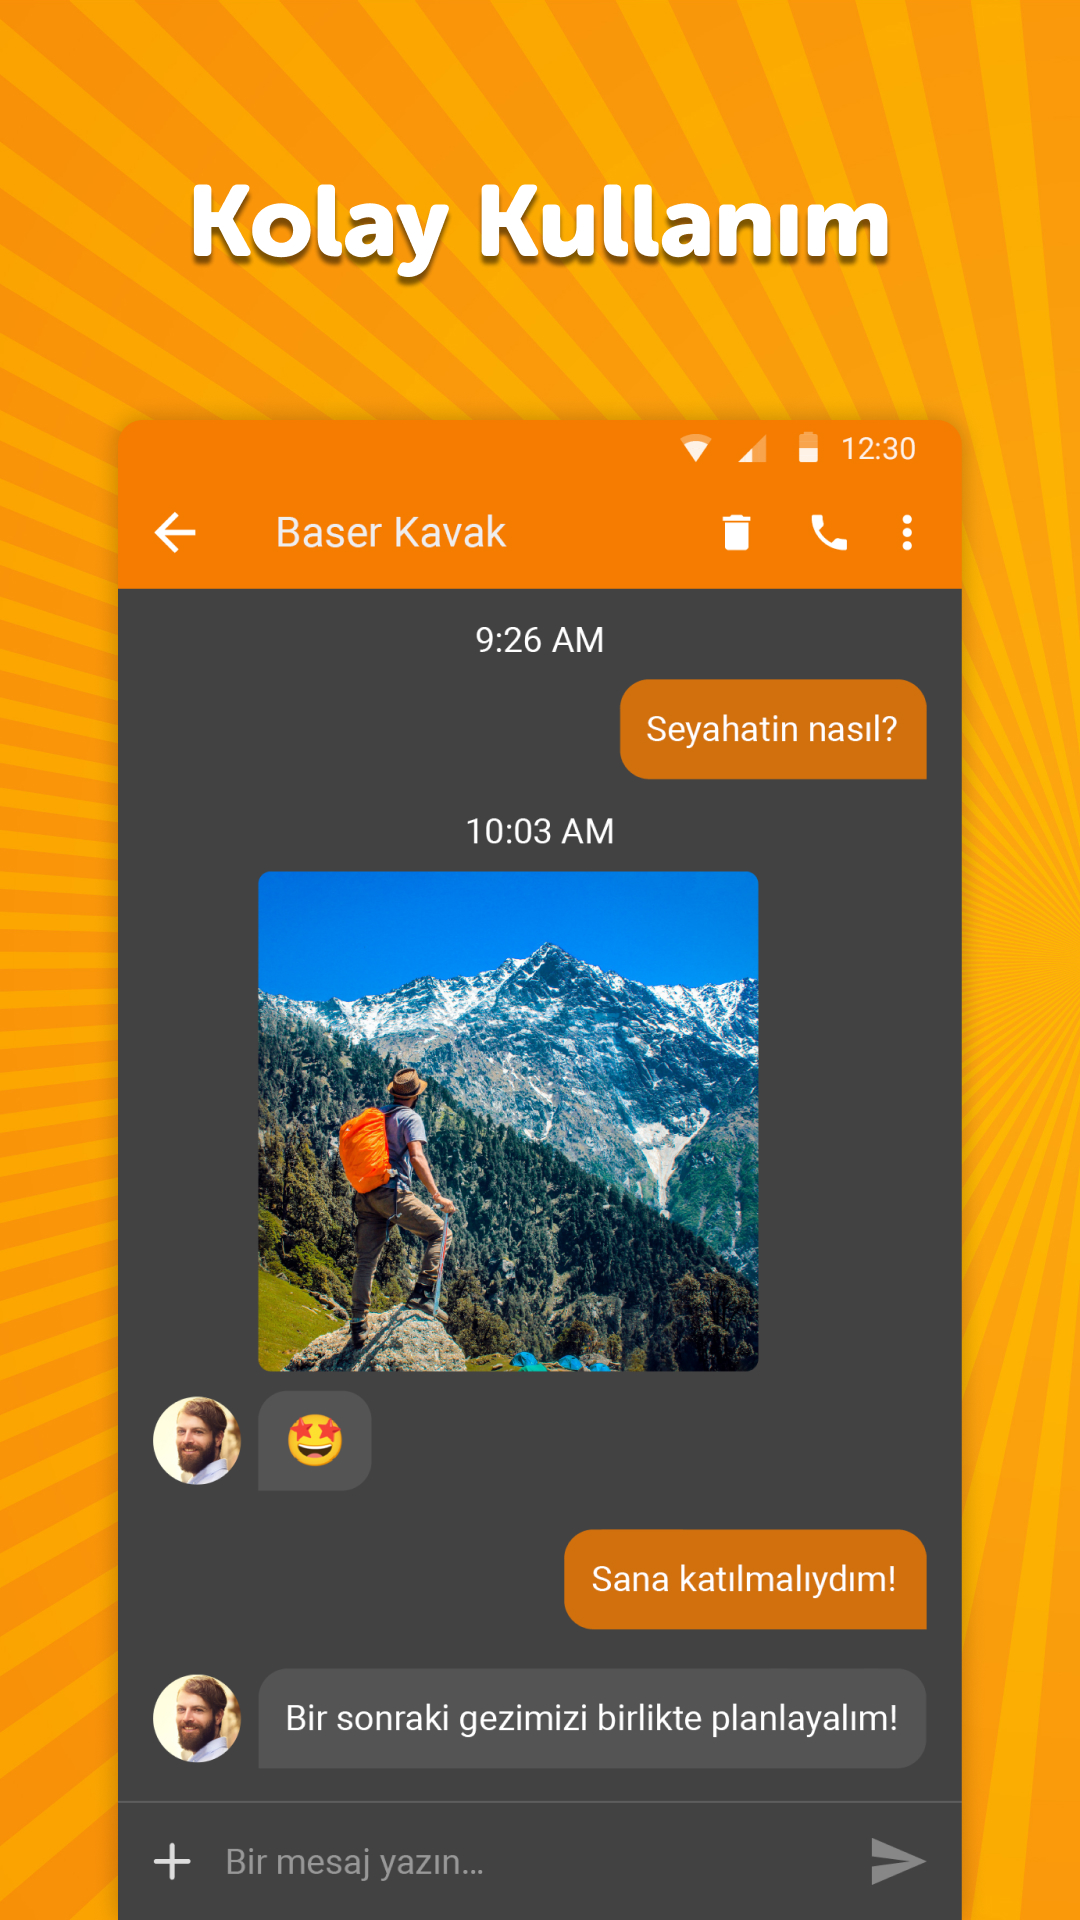 Kolay Kullanım
12:30
Baser Kavak
9:26 AM
Seyahatin nasıl?
10:03 AM
Sana katılmalıydım!
Bir sonraki gezimizi birlikte planlayalım!
Bir mesaj yazın...